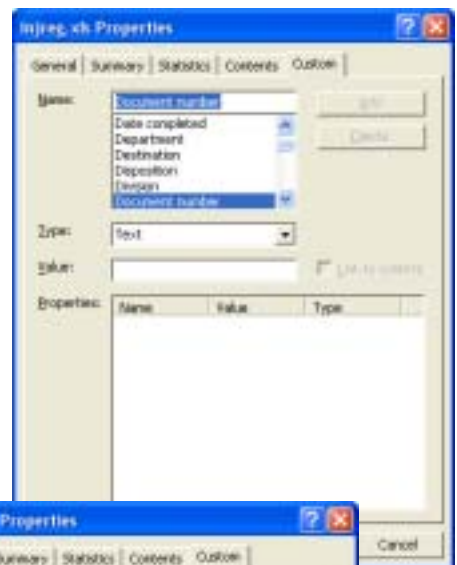 Injreg.xls Properties
General Summary Statistics Contents Custom
Name: Document number Add
Date completed
Department Delete
Destination
Disposition
Division
Document number
Type: Text
Value: Link to content
Properties: Name Value Type
Properties
Cancel
Summary Statistics Contents Custom